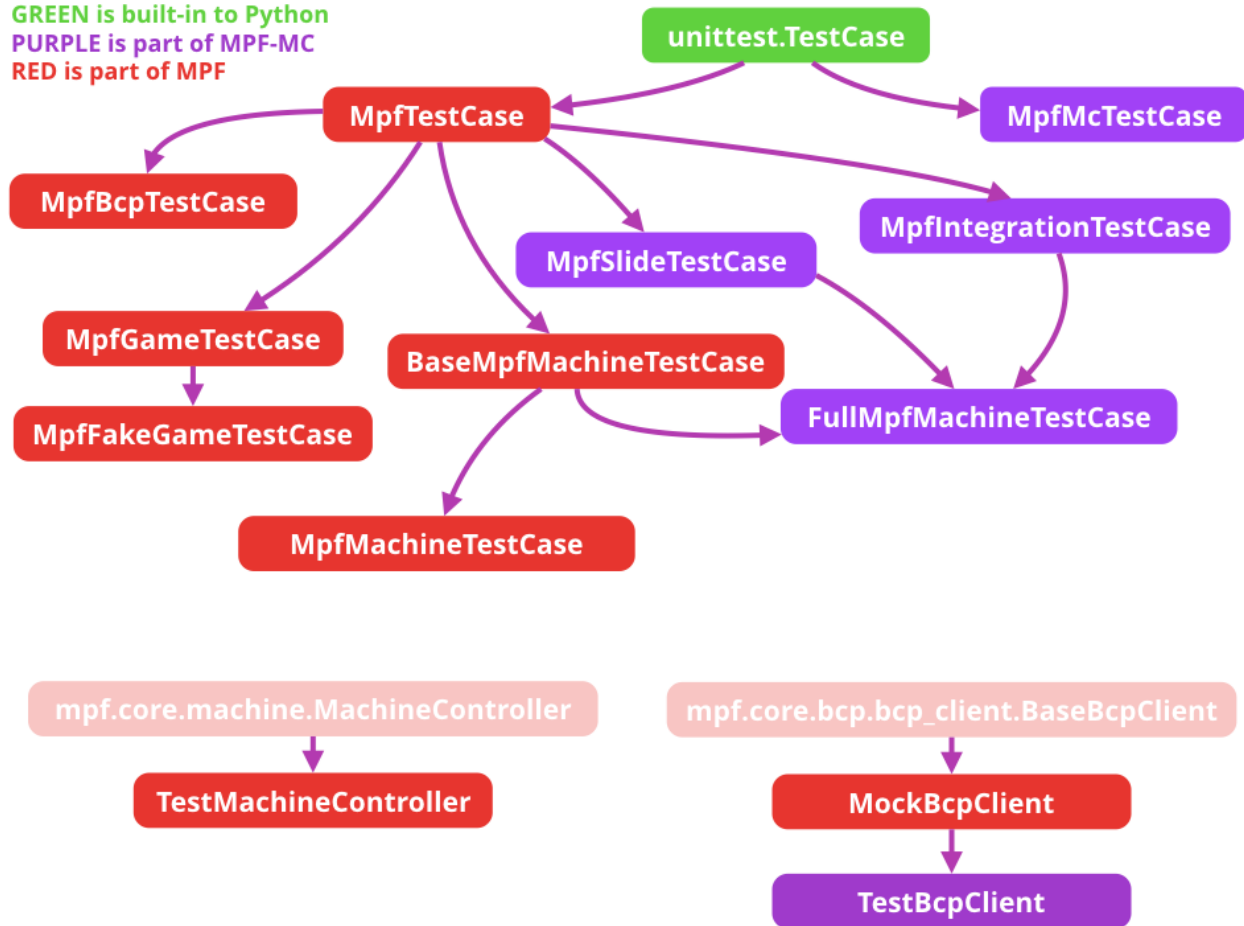 GREEN is built-in to Python
PURPLE is part of MPF-MC
RED is part of MPF
unittest.TestCase
MpfTestCase
MpfMcTestCase
MpfBcpTestCase
MpfIntegrationTestCase
MpfSlideTestCase
MpfGameTestCase
BaseMpfMachineTestCase
FullMpfMachineTestCase
MpfFakeGameTestCase
MpfMachineTestCase
mpf.core.machine.MachineController
mpf.core.bcp.bcp_client.BaseBcpClient
TestMachineController
MockBcpClient
TestBcpClient